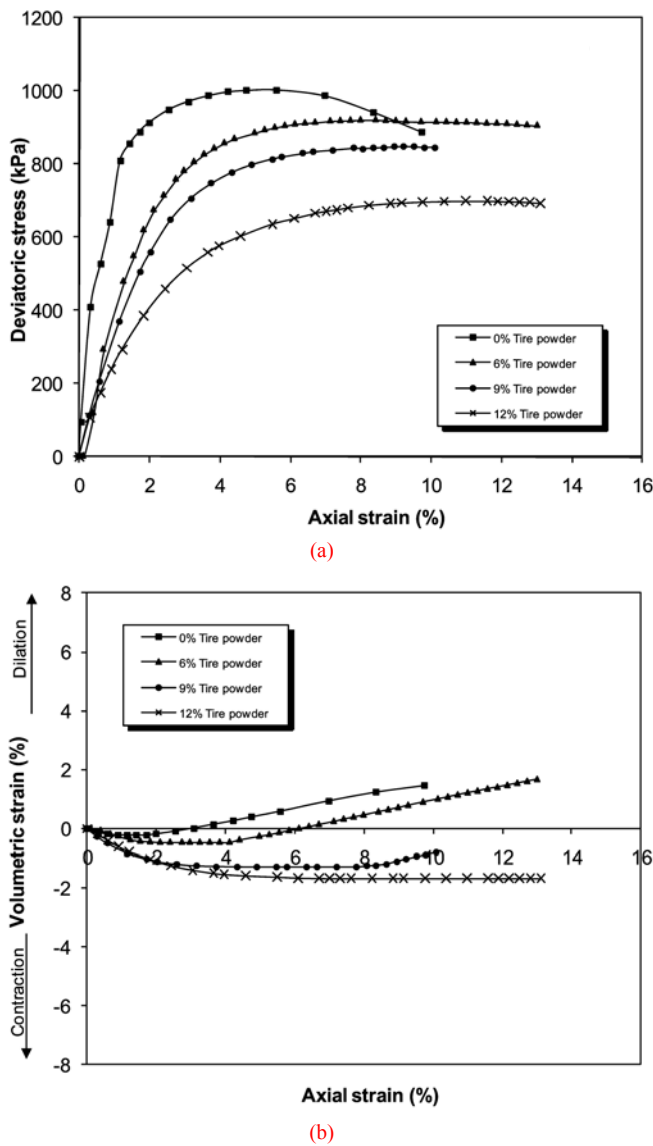 1200
1000
800
600
400
200
0
Deviatoric stress (kPa)
0% Tire powder
6% Tire powder
9% Tire powder
12% Tire powder
0 2 4 6 8 10 12 14 16
Axial strain (%)
(a)
8
6
4
2
0
-2
-4
-6
-8
Dilation
Volumetric strain (%)
Contraction
0% Tire powder
6% Tire powder
9% Tire powder
12% Tire powder
0 2 4 6 8 10 12 14 16
Axial strain (%)
(b)